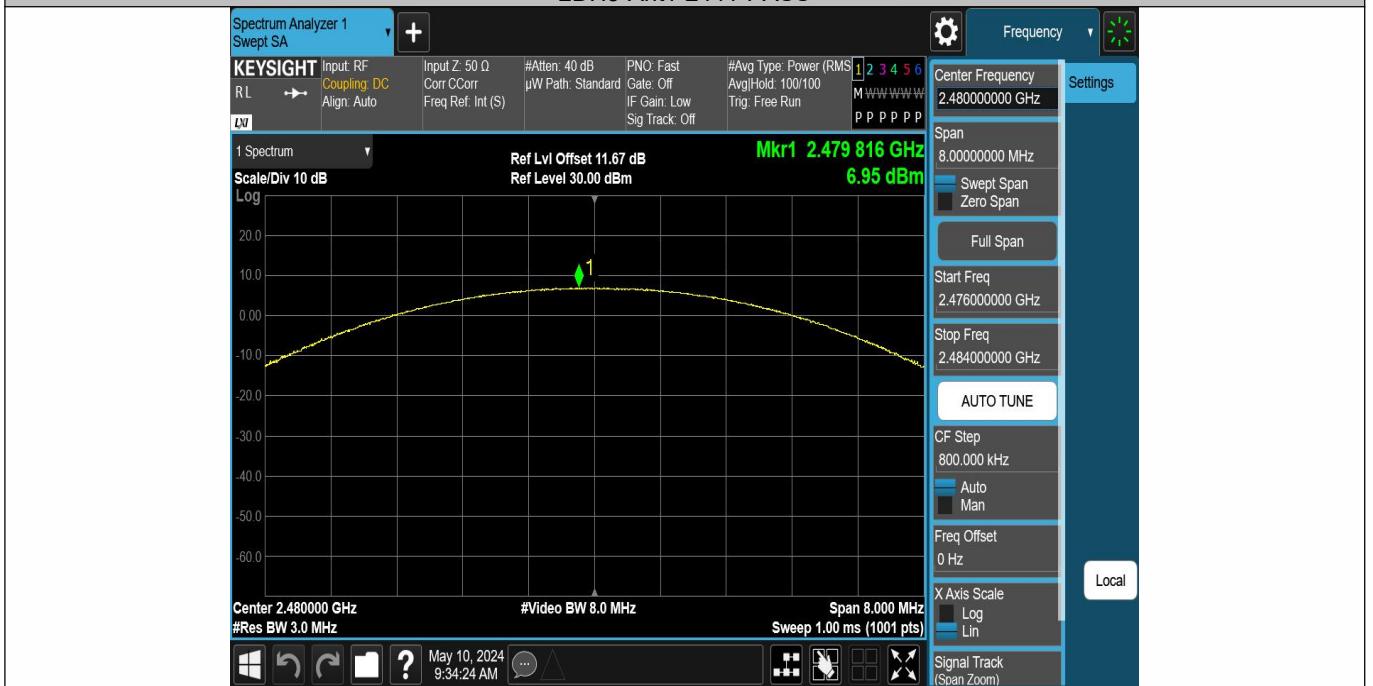 Spectrum Analyzer 1
Swept SA
Frequency
KEYSIGHT
RL
LXI
Input: RF
Coupling: DC
Align: Auto
Input Z: 50 Ω
Corr CCorr
Freq Ref: Int (S)
#Atten: 40 dB
µW Path: Standard
PNO: Fast
Gate: Off
IF Gain: Low
Sig Track: Off
#Avg Type: Power (RMS
Avg|Hold: 100/100
Trig: Free Run
1 2 3 4 5 6
M W W W W W
P P P P P P
1 Spectrum
Scale/Div 10 dB
Log
Ref Lvl Offset 11.67 dB
Ref Level 30.00 dBm
Mkr1 2.479 816 GHz
6.95 dBm
1
20.0
10.0
0.00
-10.0
-20.0
-30.0
-40.0
-50.0
-60.0
Center 2.480000 GHz
#Video BW 8.0 MHz
Span 8.000 MHz
#Res BW 3.0 MHz
Sweep 1.00 ms (1001 pts)
Center Frequency
2.480000000 GHz
Settings
Span
8.00000000 MHz
Swept Span
Zero Span
Full Span
Start Freq
2.476000000 GHz
Stop Freq
2.484000000 GHz
AUTO TUNE
CF Step
800.000 kHz
Auto
Man
Freq Offset
0 Hz
Local
X Axis Scale
Log
Lin
Signal Track
(Span Zoom)
?
May 10, 2024
9:34:24 AM